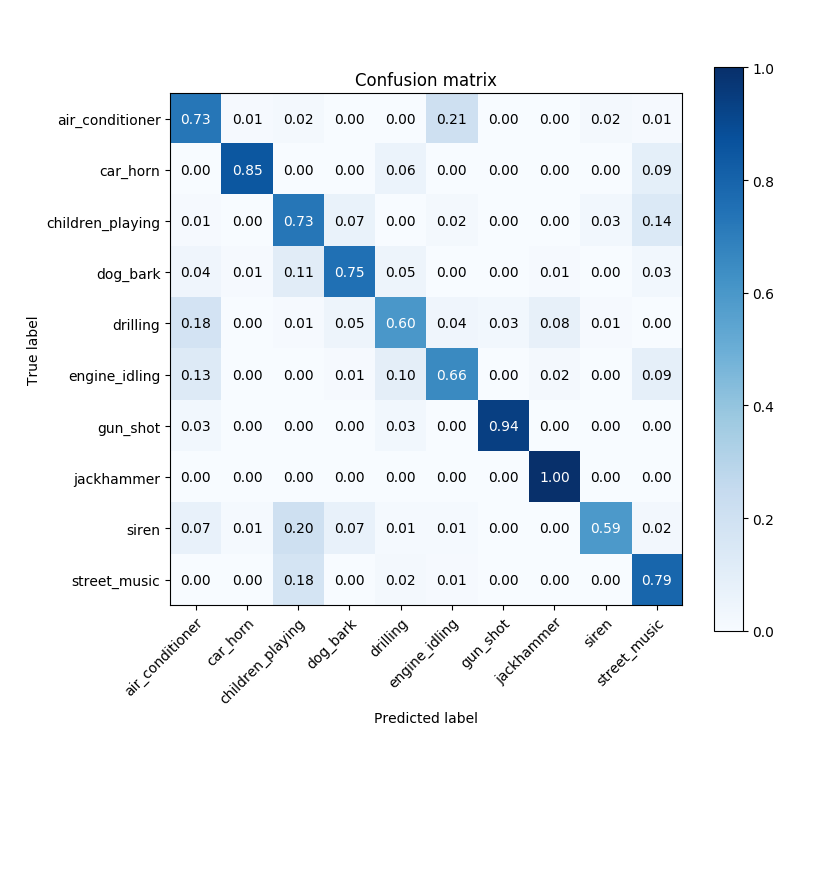 Confusion matrix
True label
air_conditioner 0.73 0.01 0.02 0.00 0.00 0.21 0.00 0.00 0.02 0.01
car_horn 0.00 0.85 0.00 0.00 0.06 0.00 0.00 0.00 0.00 0.09
children_playing 0.01 0.00 0.73 0.07 0.00 0.02 0.00 0.00 0.03 0.14
dog_bark 0.04 0.01 0.11 0.75 0.05 0.00 0.00 0.01 0.00 0.03
drilling 0.18 0.00 0.01 0.05 0.60 0.04 0.03 0.08 0.01 0.00
engine_idling 0.13 0.00 0.00 0.01 0.10 0.66 0.00 0.02 0.00 0.09
gun_shot 0.03 0.00 0.00 0.00 0.03 0.00 0.94 0.00 0.00 0.00
jackhammer 0.00 0.00 0.00 0.00 0.00 0.00 0.00 1.00 0.00 0.00
siren 0.07 0.01 0.20 0.07 0.01 0.01 0.00 0.00 0.59 0.02
street_music 0.00 0.00 0.18 0.00 0.02 0.01 0.00 0.00 0.00 0.79
air_conditioner car_horn children_playing dog_bark drilling engine_idling gun_shot jackhammer siren street_music
Predicted label
1.0
0.8
0.6
0.4
0.2
0.0